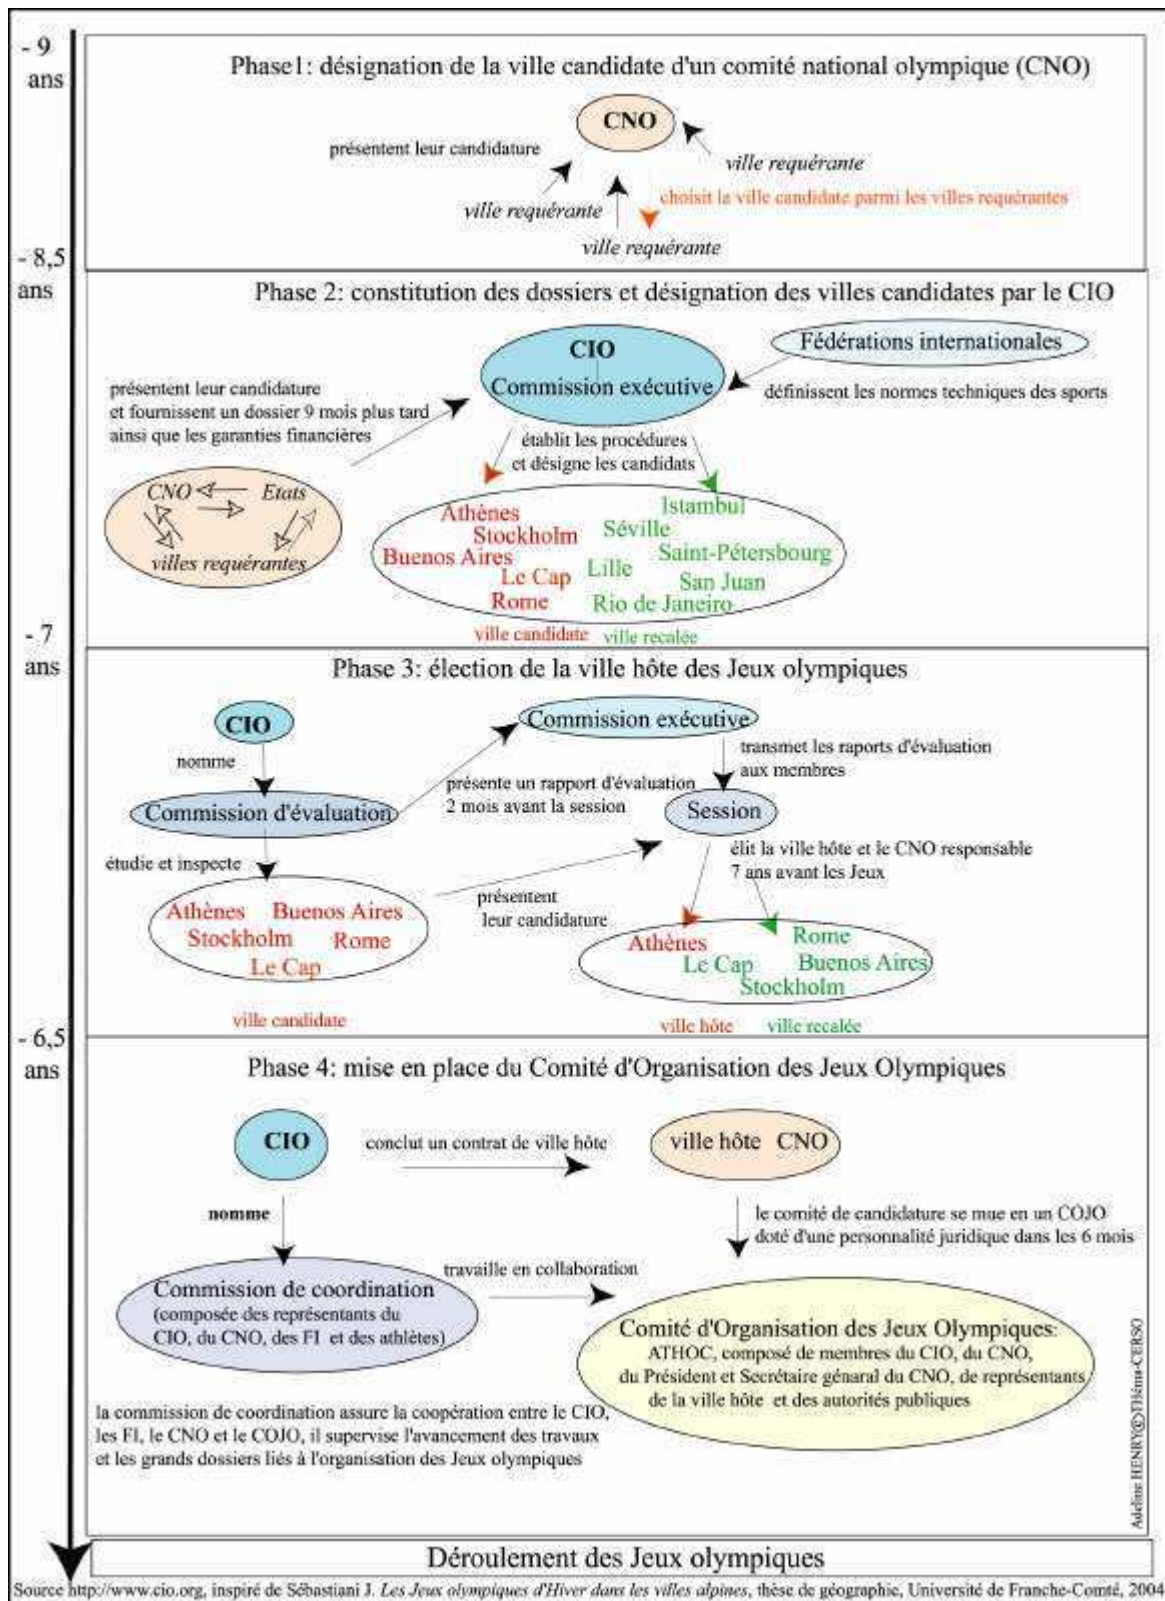 - 9
ans
Phase1: désignation de la ville candidate d'un comité national olympique (CNO)
CNO
présentent leur candidature
ville requérante
ville requérante
choisit la ville candidate parmi les villes requérantes
ville requérante
- 8,5
ans
Phase 2: constitution des dossiers et désignation des villes candidates par le CIO
CIO
Commission exécutive
Fédérations internationales
définissent les normes techniques des sports
présentent leur candidature
et fournissent un dossier 9 mois plus tard
ainsi que les garanties financières
établit les procédures
et désigne les candidats
CNO
Etats
villes requérantes
Athènes
Stockholm
Buenos Aires
Le Cap
Rome
Istambul
Séville
Saint-Pétersbourg
Lille
San Juan
Rio de Janeiro
ville candidate
ville recalée
- 7
ans
Phase 3: élection de la ville hôte des Jeux olympiques
CIO
nomme
Commission d'évaluation
étudie et inspecte
Commission exécutive
présente un rapport d'évaluation
2 mois avant la session
transmet les raports d'évaluation
aux membres
Session
élit la ville hôte et le CNO responsable
7 ans avant les Jeux
Athènes
Buenos Aires
Stockholm
Rome
Le Cap
ville candidate
présentent
leur candidature
Athènes
Rome
Le Cap
Buenos Aires
Stockholm
ville hôte
ville recalée
- 6,5
ans
Phase 4: mise en place du Comité d'Organisation des Jeux Olympiques
CIO
conclut un contrat de ville hôte
ville hôte CNO
nomme
le comité de candidature se mue en un COJO
doté d'une personnalité juridique dans les 6 mois
Commission de coordination
(composée des représentants du
CIO, du CNO, des FI et des athlètes)
travaille en collaboration
Comité d'Organisation des Jeux Olympiques:
ATHOC, composé de membres du CIO, du CNO,
du Président et Secrétaire génaral du CNO, de représentants
de la ville hôte et des autorités publiques
la commission de coordination assure la coopération entre le CIO,
les FI, le CNO et le COJO, il supervise l'avancement des travaux
et les grands dossiers liés à l'organisation des Jeux olympiques
Adeline HENRY©THéma-CERSO
Déroulement des Jeux olympiques
Source http://www.cio.org, inspiré de Sébastiani J. Les Jeux olympiques d'Hiver dans les villes alpines, thèse de géographie, Université de Franche-Comté, 2004